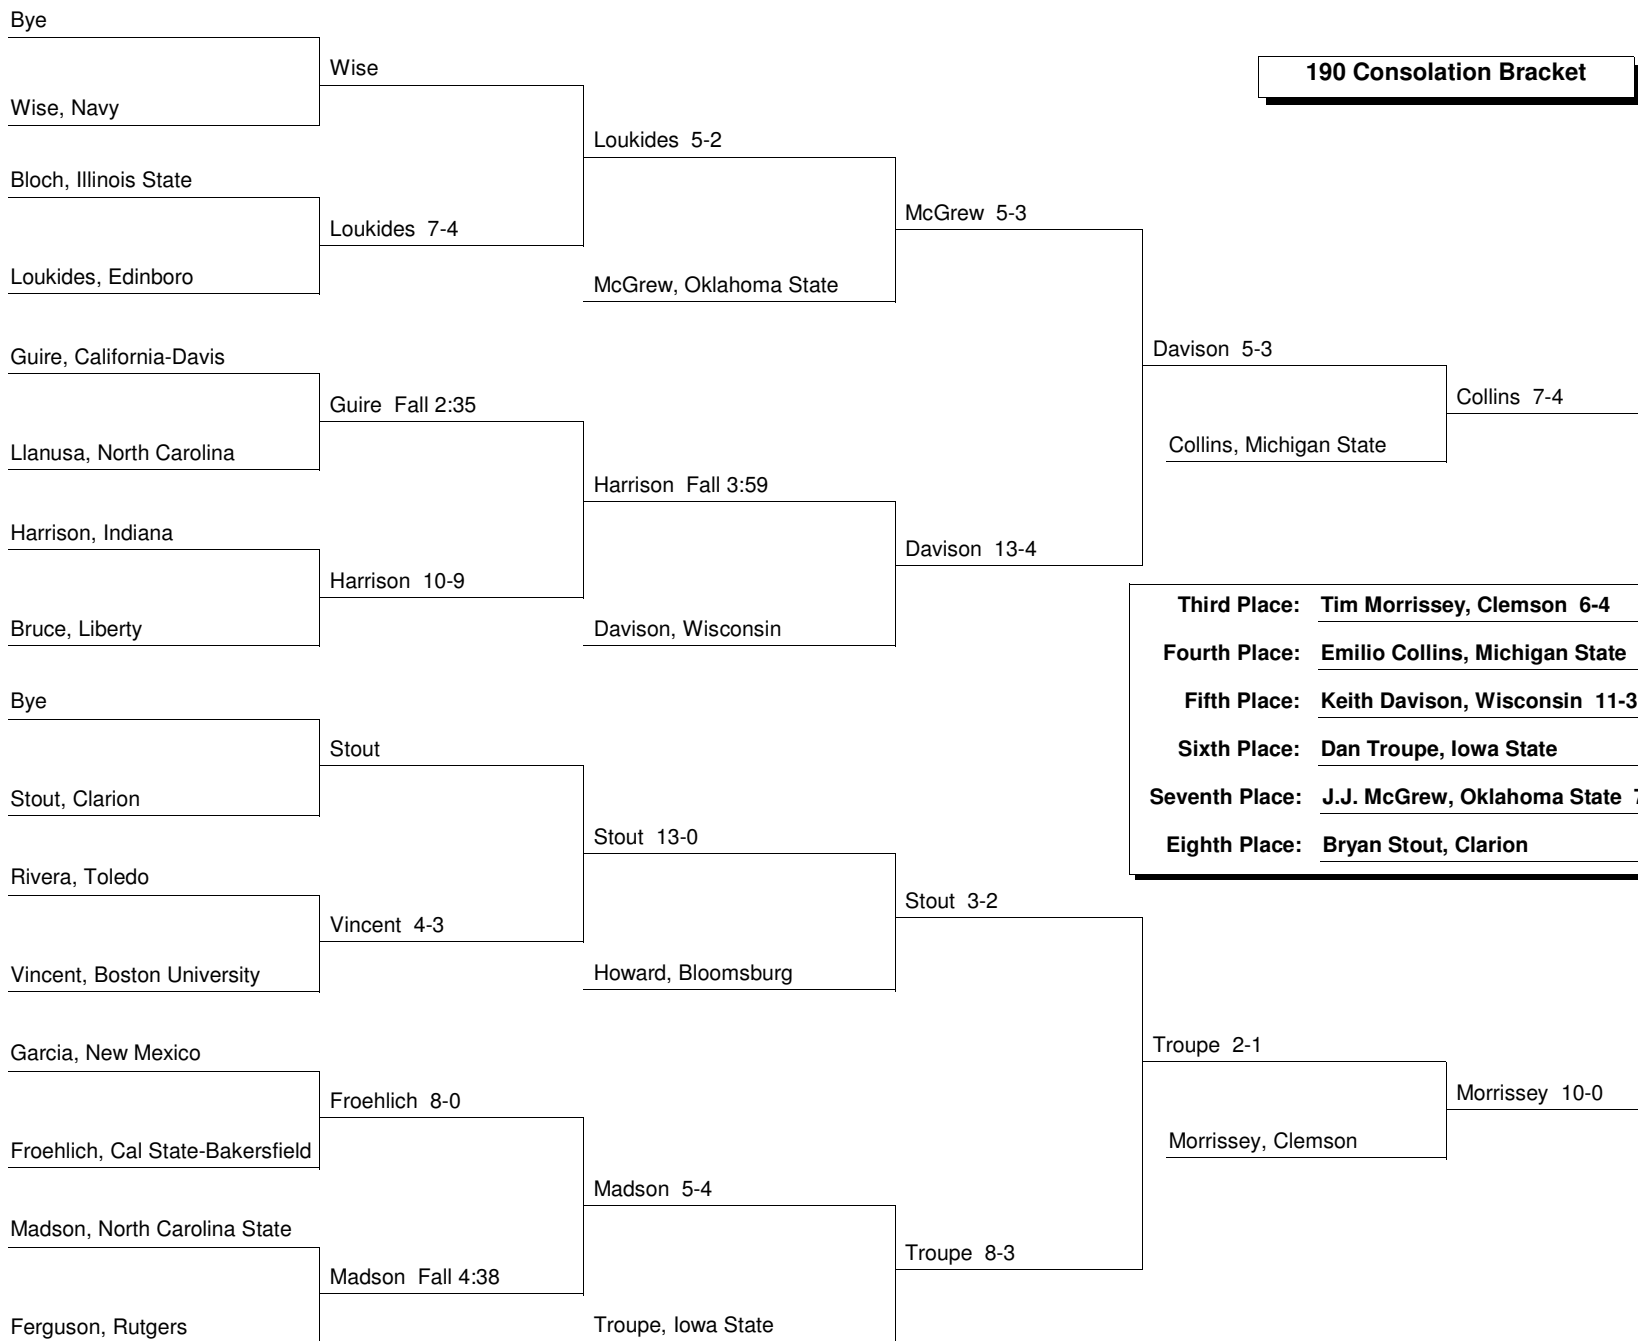 Bye
Wise
190 Consolation Bracket
Wise, Navy
Loukides 5-2
Bloch, Illinois State
McGrew 5-3
Loukides 7-4
Loukides, Edinboro
McGrew, Oklahoma State
Guire, California-Davis
Davison 5-3
Guire Fall 2:35
Collins 7-4
Llanusa, North Carolina
Collins, Michigan State
Harrison Fall 3:59
Harrison, Indiana
Davison 13-4
Harrison 10-9
Bruce, Liberty
Davison, Wisconsin
Third Place: Tim Morrissey, Clemson 6-4
Fourth Place: Emilio Collins, Michigan State
Fifth Place: Keith Davison, Wisconsin 11-3
Sixth Place: Dan Troupe, Iowa State
Seventh Place: J.J. McGrew, Oklahoma State
Eighth Place: Bryan Stout, Clarion
Bye
Stout
Stout, Clarion
Stout 13-0
Rivera, Toledo
Stout 3-2
Vincent 4-3
Vincent, Boston University
Howard, Bloomsburg
Garcia, New Mexico
Troupe 2-1
Froehlich 8-0
Morrissey 10-0
Froehlich, Cal State-Bakersfield
Morrissey, Clemson
Madson 5-4
Madson, North Carolina State
Troupe 8-3
Madson Fall 4:38
Ferguson, Rutgers
Troupe, Iowa State